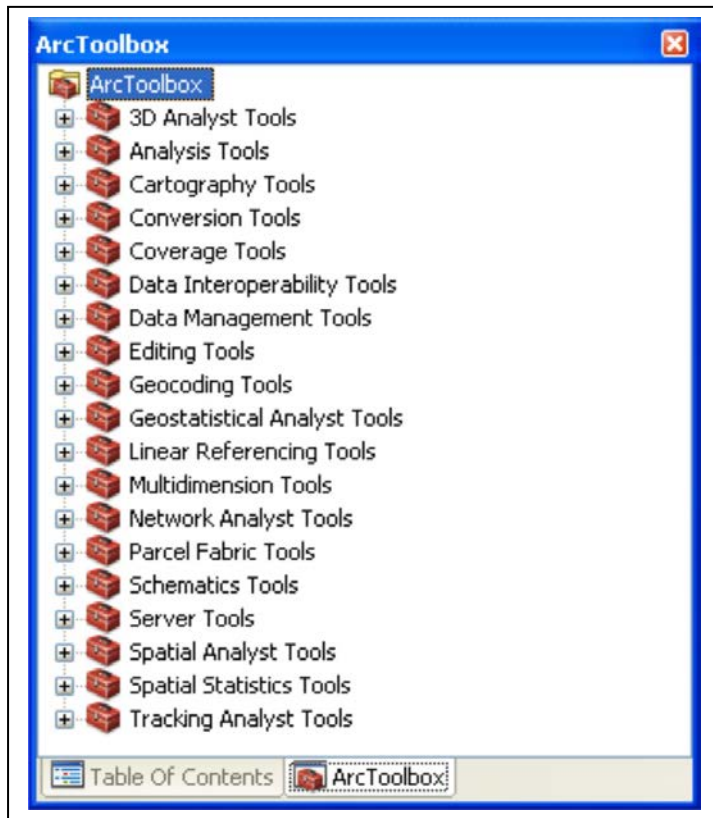 ArcToolbox
ArcToolbox
3D Analyst Tools
Analysis Tools
Cartography Tools
Conversion Tools
Coverage Tools
Data Interoperability Tools
Data Management Tools
Editing Tools
Geocoding Tools
Geostatistical Analyst Tools
Linear Referencing Tools
Multidimension Tools
Network Analyst Tools
Parcel Fabric Tools
Schematics Tools
Server Tools
Spatial Analyst Tools
Spatial Statistics Tools
Tracking Analyst Tools
Table Of Contents ArcToolbox